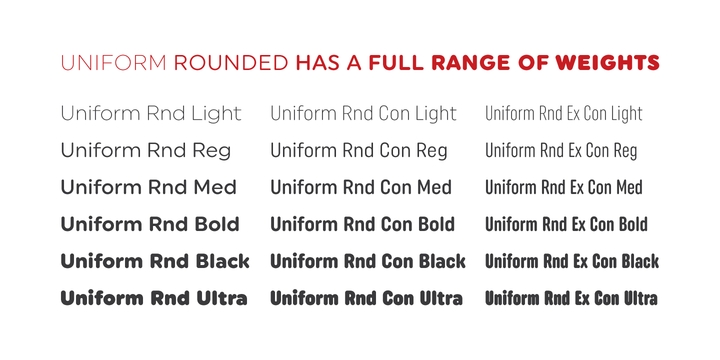 UNIFORM ROUNDED HAS A FULL RANGE OF WEIGHTS
Uniform Rnd Light Uniform Rnd Con Light Uniform Rnd Ex Con Light
Uniform Rnd Reg Uniform Rnd Con Reg Uniform Rnd Ex Con Reg
Uniform Rnd Med Uniform Rnd Con Med Uniform Rnd Ex Con Med
Uniform Rnd Bold Uniform Rnd Con Bold Uniform Rnd Ex Con Bold
Uniform Rnd Black Uniform Rnd Con Black Uniform Rnd Ex Con Black
Uniform Rnd Ultra Uniform Rnd Con Ultra Uniform Rnd Ex Con Ultra